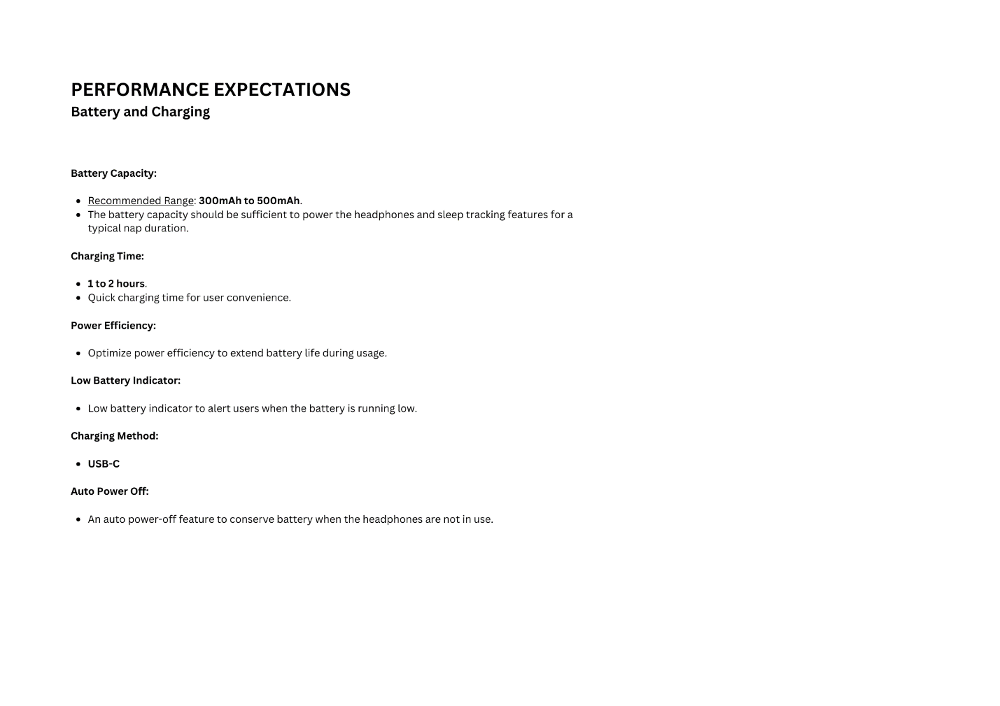 PERFORMANCE EXPECTATIONS
Battery and Charging
Battery Capacity:
• Recommended Range: 300mAh to 500mAh.
• The battery capacity should be sufficient to power the headphones and sleep tracking features for a
typical nap duration.
Charging Time:
• 1 to 2 hours.
• Quick charging time for user convenience.
Power Efficiency:
• Optimize power efficiency to extend battery life during usage.
Low Battery Indicator:
• Low battery indicator to alert users when the battery is running low.
Charging Method:
• USB-C
Auto Power Off:
• An auto power-off feature to conserve battery when the headphones are not in use.